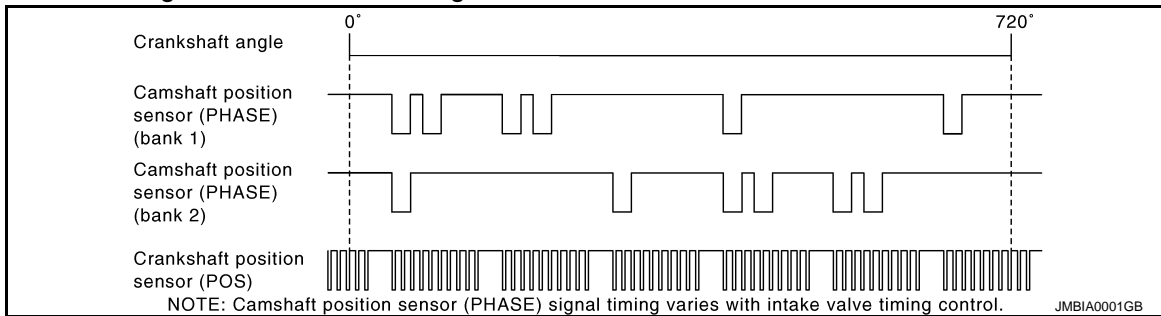 0° 720°
Crankshaft angle
Camshaft position
sensor (PHASE)
(bank 1)
Camshaft position
sensor (PHASE)
(bank 2)
Crankshaft position
sensor (POS)
NOTE: Camshaft position sensor (PHASE) signal timing varies with intake valve timing control.
JMBIA0001GB